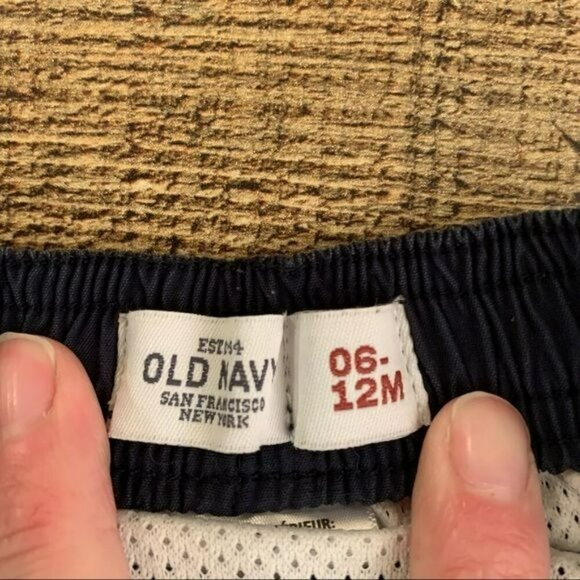 EST.94
OLD NAVY
SAN FRANCISCO
NEW YORK
06-
12M